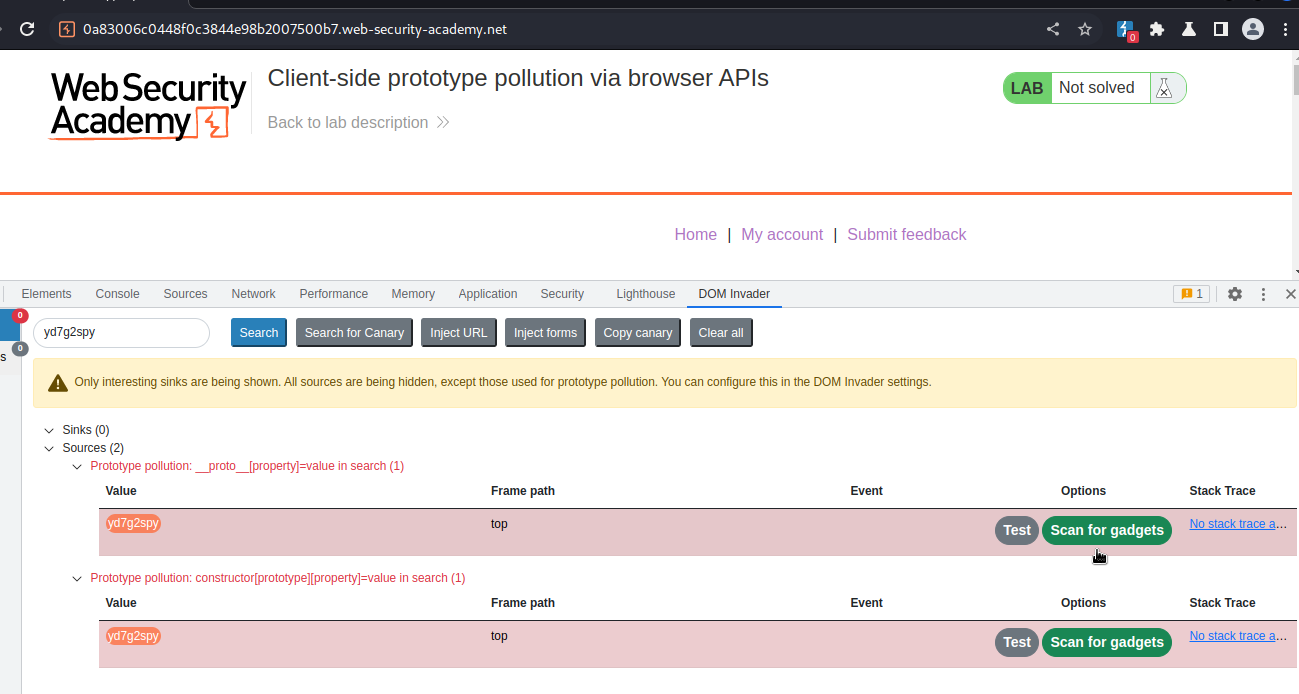 0a83006c0448f0c3844e98b2007500b7.web-security-academy.net
0
Web Security
Academy
Client-side prototype pollution via browser APIs
Back to lab description
LAB Not solved
Home | My account | Submit feedback
Elements Console Sources Network Performance Memory Application Security Lighthouse DOM Invader 1
0
0
s
yd7g2spy Search Search for Canary Inject URL Inject forms Copy canary Clear all
Only interesting sinks are being shown. All sources are being hidden, except those used for prototype pollution. You can configure this in the DOM Invader settings.
Sinks (0)
Sources (2)
Prototype pollution: __proto__[property]=value in search (1)
Value Frame path Event Options Stack Trace
yd7g2spy top Test Scan for gadgets No stack trace a...
Prototype pollution: constructor[prototype][property]=value in search (1)
Value Frame path Event Options Stack Trace
yd7g2spy top Test Scan for gadgets No stack trace a...